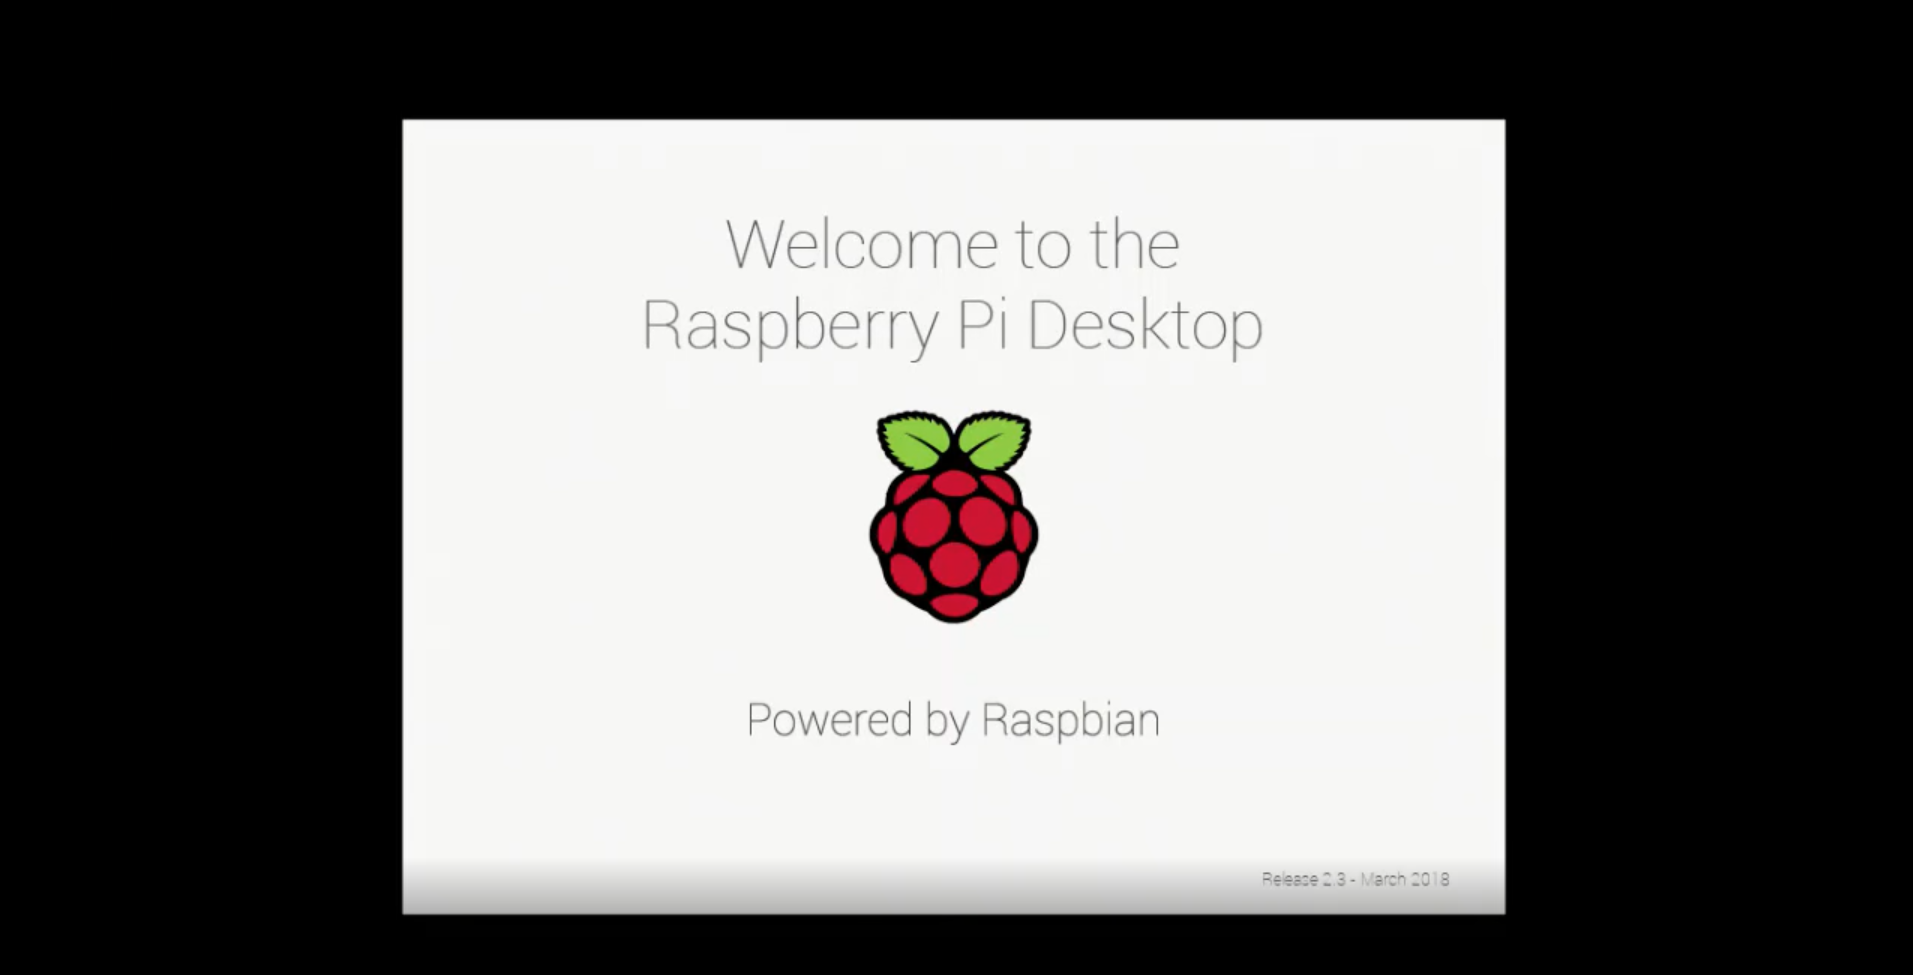 Welcome to the
Raspberry Pi Desktop
Powered by Raspbian
Release 2.3 - March 2018